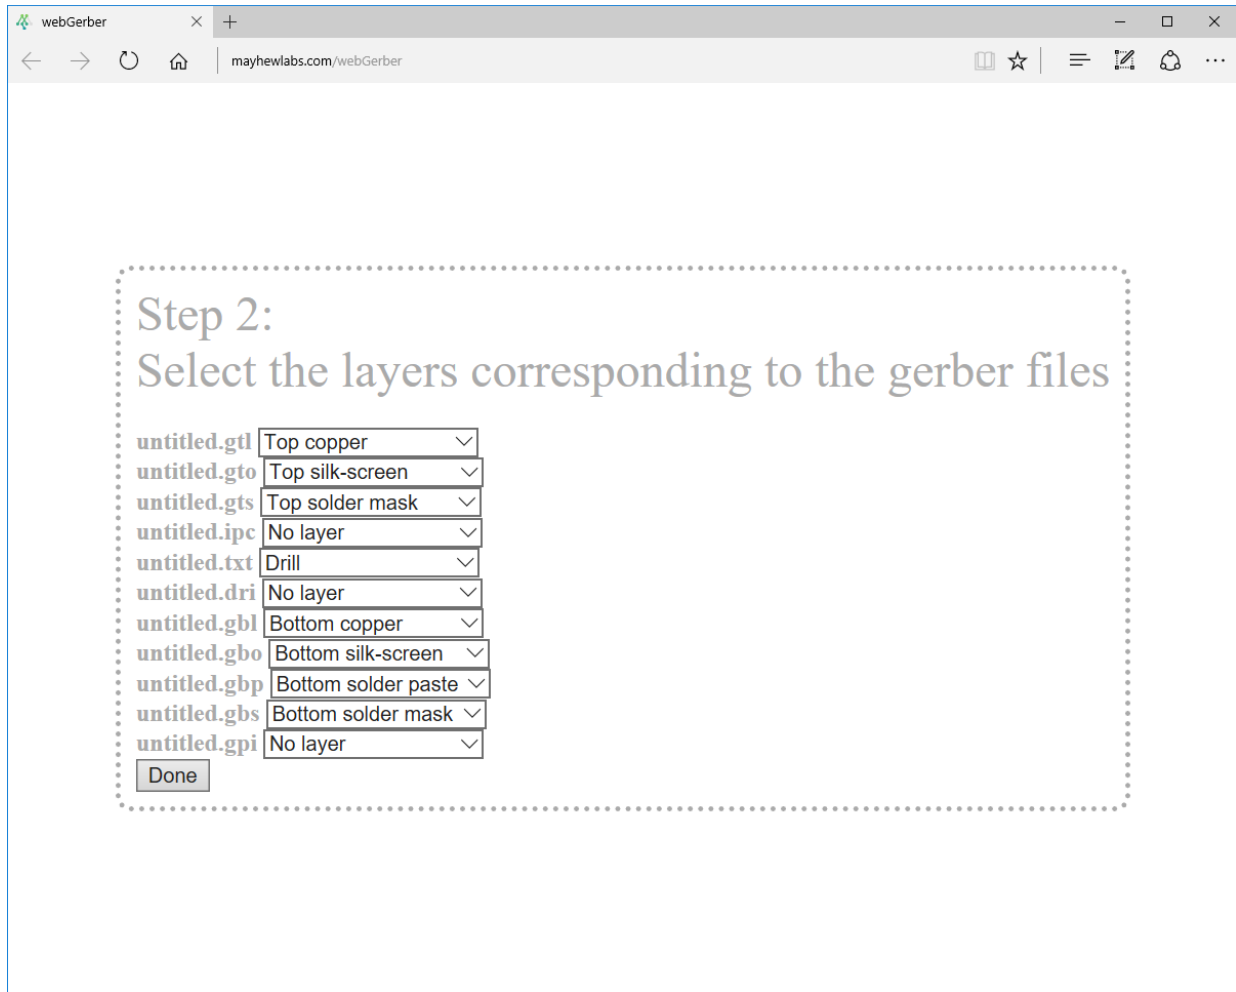 webGerber
mayhewlabs.com/webGerber
Step 2:
Select the layers corresponding to the gerber files
untitled.gtl Top copper
untitled.gto Top silk-screen
untitled.gts Top solder mask
untitled.ipc No layer
untitled.txt Drill
untitled.dri No layer
untitled.gbl Bottom copper
untitled.gbo Bottom silk-screen
untitled.gbp Bottom solder paste
untitled.gbs Bottom solder mask
untitled.gpi No layer
Done